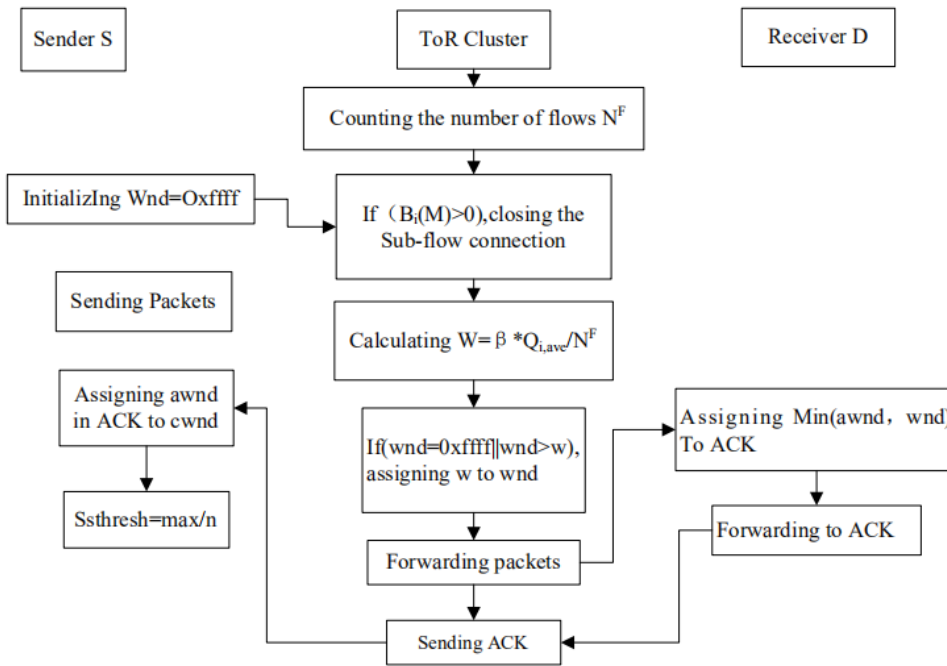 Sender S
ToR Cluster
Receiver D
Counting the number of flows N^F
InitializIng Wnd=Oxffff
If（B_i(M)>0),closing the
Sub-flow connection
Sending Packets
Calculating W=β*Q_i,ave/N^F
Assigning awnd
in ACK to cwnd
If(wnd=0xffff||wnd>w),
assigning w to wnd
Assigning Min(awnd，wnd)
To ACK
Ssthresh=max/n
Forwarding packets
Forwarding to ACK
Sending ACK